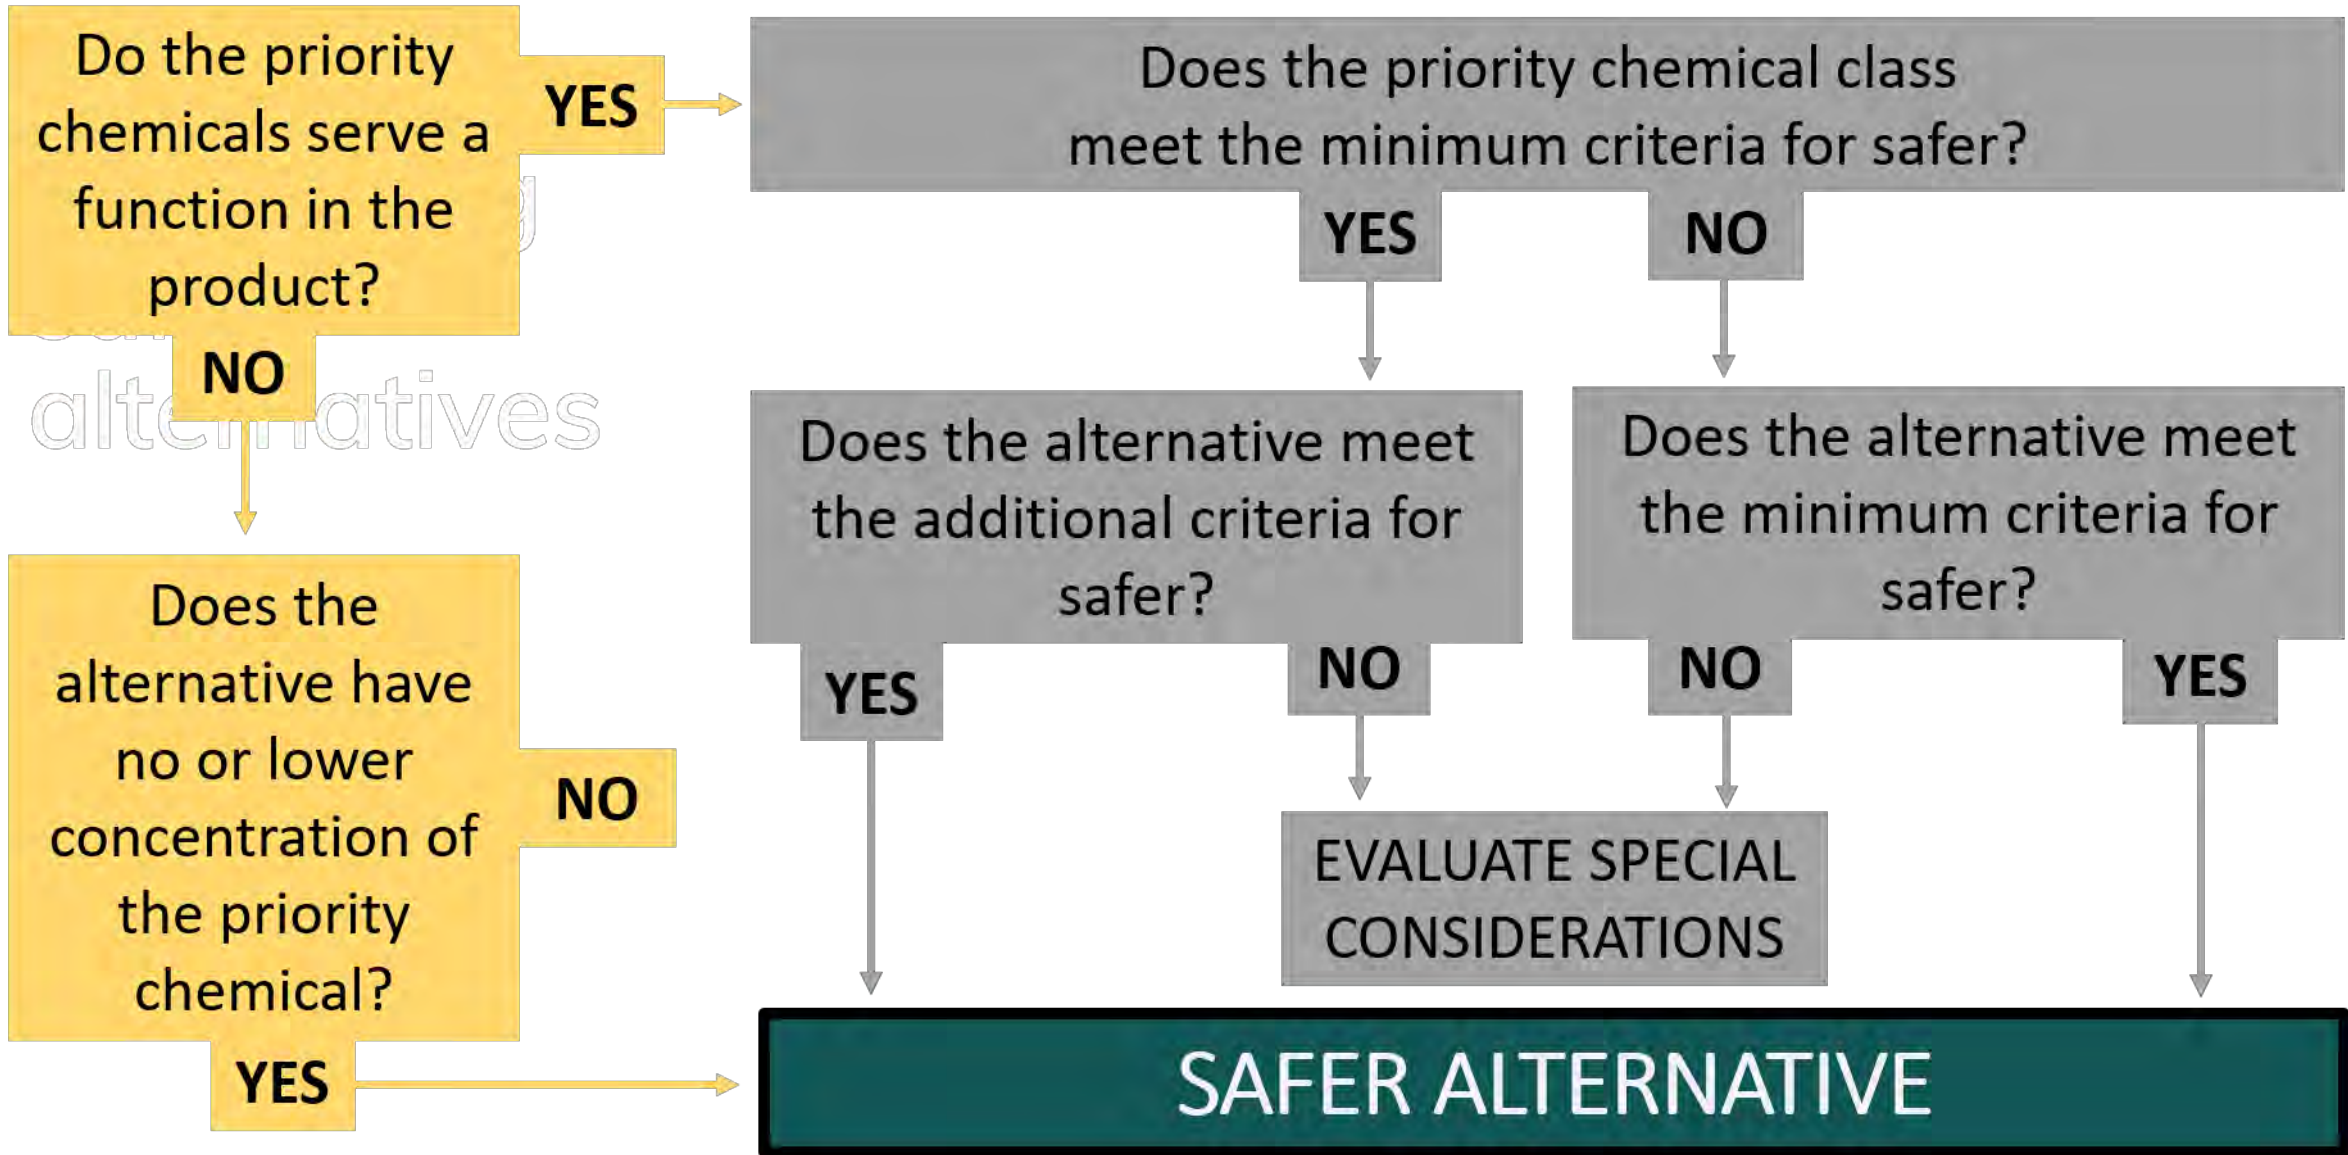 Do the priority
chemicals serve a
function in the
product?
YES
NO
alternatives
Does the
alternative have
no or lower
concentration of
the priority
chemical?
NO
YES
Does the priority chemical class
meet the minimum criteria for safer?
YES
NO
Does the alternative meet
the additional criteria for
safer?
YES
NO
Does the alternative meet
the minimum criteria for
safer?
NO
YES
EVALUATE SPECIAL
CONSIDERATIONS
SAFER ALTERNATIVE